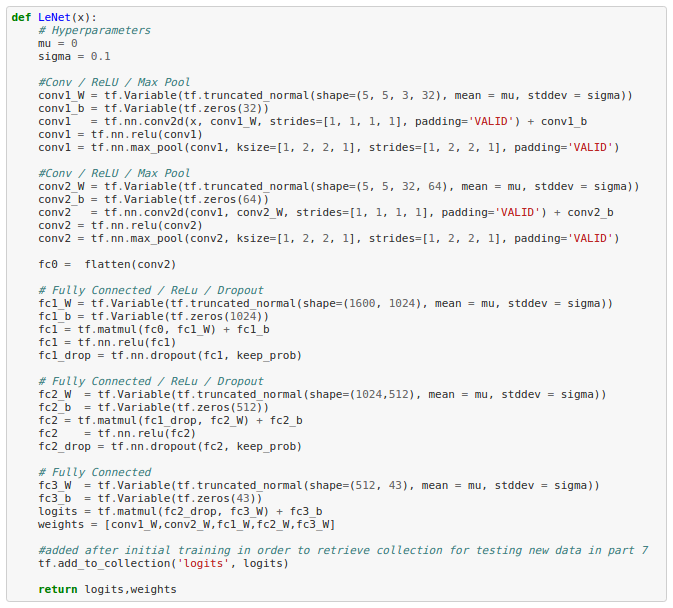 def LeNet(x):
    # Hyperparameters
    mu = 0
    sigma = 0.1

    #Conv / ReLU / Max Pool
    conv1_W = tf.Variable(tf.truncated_normal(shape=(5, 5, 3, 32), mean = mu, stddev = sigma))
    conv1_b = tf.Variable(tf.zeros(32))
    conv1   = tf.nn.conv2d(x, conv1_W, strides=[1, 1, 1, 1], padding='VALID') + conv1_b
    conv1 = tf.nn.relu(conv1)
    conv1 = tf.nn.max_pool(conv1, ksize=[1, 2, 2, 1], strides=[1, 2, 2, 1], padding='VALID')

    #Conv / ReLU / Max Pool
    conv2_W = tf.Variable(tf.truncated_normal(shape=(5, 5, 32, 64), mean = mu, stddev = sigma))
    conv2_b = tf.Variable(tf.zeros(64))
    conv2   = tf.nn.conv2d(conv1, conv2_W, strides=[1, 1, 1, 1], padding='VALID') + conv2_b
    conv2 = tf.nn.relu(conv2)
    conv2 = tf.nn.max_pool(conv2, ksize=[1, 2, 2, 1], strides=[1, 2, 2, 1], padding='VALID')

    fc0 =  flatten(conv2)

    # Fully Connected / ReLu / Dropout
    fc1_W = tf.Variable(tf.truncated_normal(shape=(1600, 1024), mean = mu, stddev = sigma))
    fc1_b = tf.Variable(tf.zeros(1024))
    fc1 = tf.matmul(fc0, fc1_W) + fc1_b
    fc1 = tf.nn.relu(fc1)
    fc1_drop = tf.nn.dropout(fc1, keep_prob)

    # Fully Connected / ReLu / Dropout
    fc2_W  = tf.Variable(tf.truncated_normal(shape=(1024,512), mean = mu, stddev = sigma))
    fc2_b  = tf.Variable(tf.zeros(512))
    fc2 = tf.matmul(fc1_drop, fc2_W) + fc2_b
    fc2    = tf.nn.relu(fc2)
    fc2_drop = tf.nn.dropout(fc2, keep_prob)

    # Fully Connected
    fc3_W  = tf.Variable(tf.truncated_normal(shape=(512, 43), mean = mu, stddev = sigma))
    fc3_b  = tf.Variable(tf.zeros(43))
    logits = tf.matmul(fc2_drop, fc3_W) + fc3_b
    weights = [conv1_W,conv2_W,fc1_W,fc2_W,fc3_W]

    #added after initial training in order to retrieve collection for testing new data in part 7
    tf.add_to_collection('logits', logits)

    return logits,weights